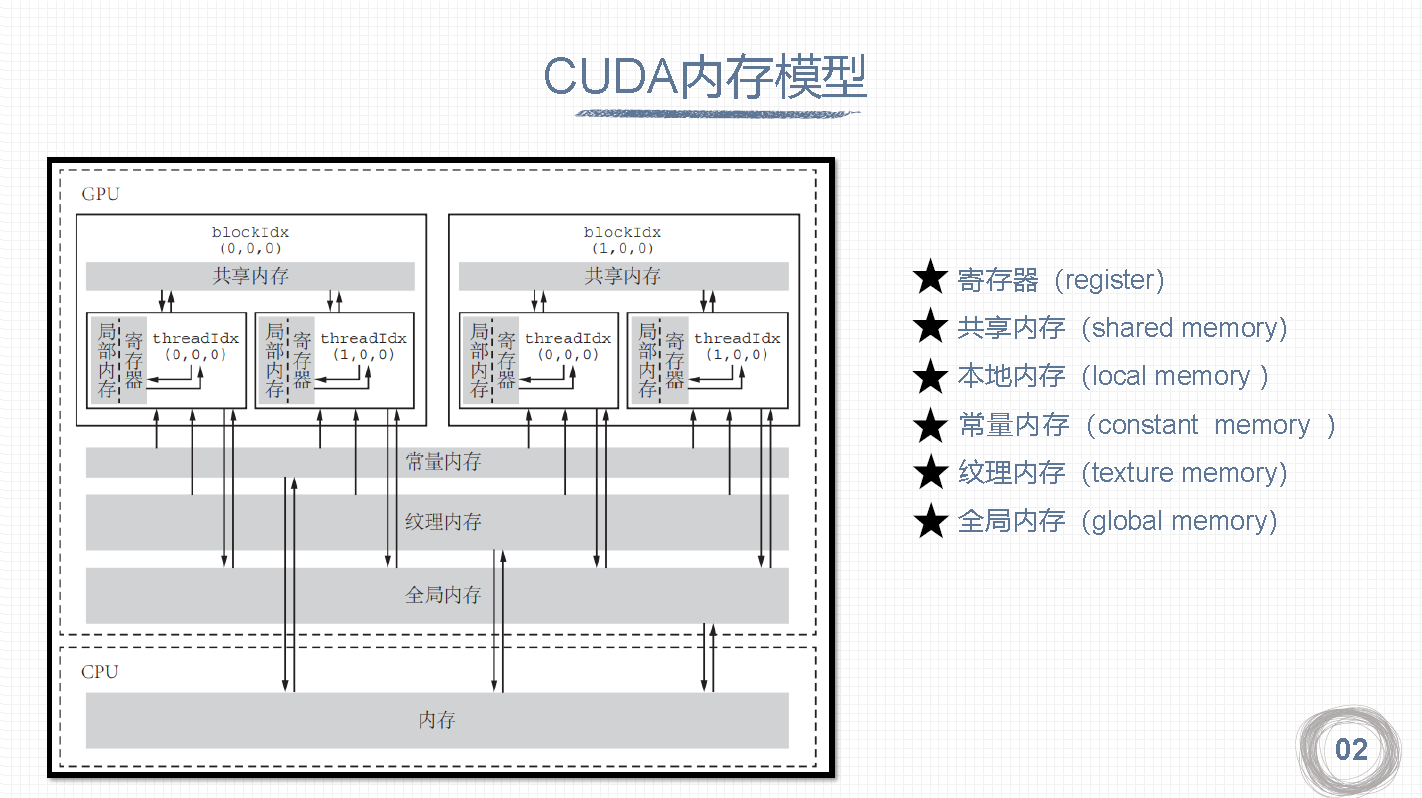 CUDA内存模型
GPU
blockIdx
(0,0,0)
共享内存
局部内存
寄存器
threadIdx
(0,0,0)
局部内存
寄存器
threadIdx
(1,0,0)
blockIdx
(1,0,0)
共享内存
局部内存
寄存器
threadIdx
(0,0,0)
局部内存
寄存器
threadIdx
(1,0,0)
常量内存
纹理内存
全局内存
CPU
内存
★ 寄存器（register）
★ 共享内存（shared memory）
★ 本地内存（local memory ）
★ 常量内存（constant memory ）
★ 纹理内存（texture memory）
★ 全局内存（global memory）
02